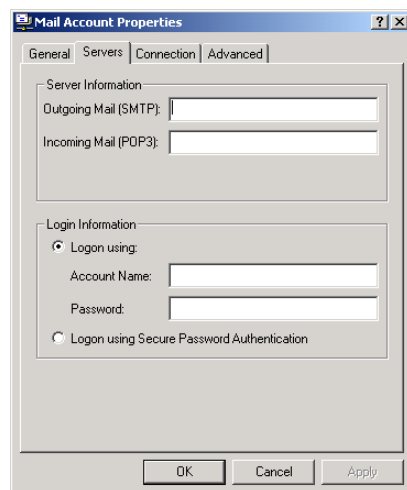 Mail Account Properties ? ×
General Servers Connection Advanced
Server Information
Outgoing Mail (SMTP):
Incoming Mail (POP3):
Login Information
Logon using:
Account Name:
Password:
Logon using Secure Password Authentication
OK Cancel Apply